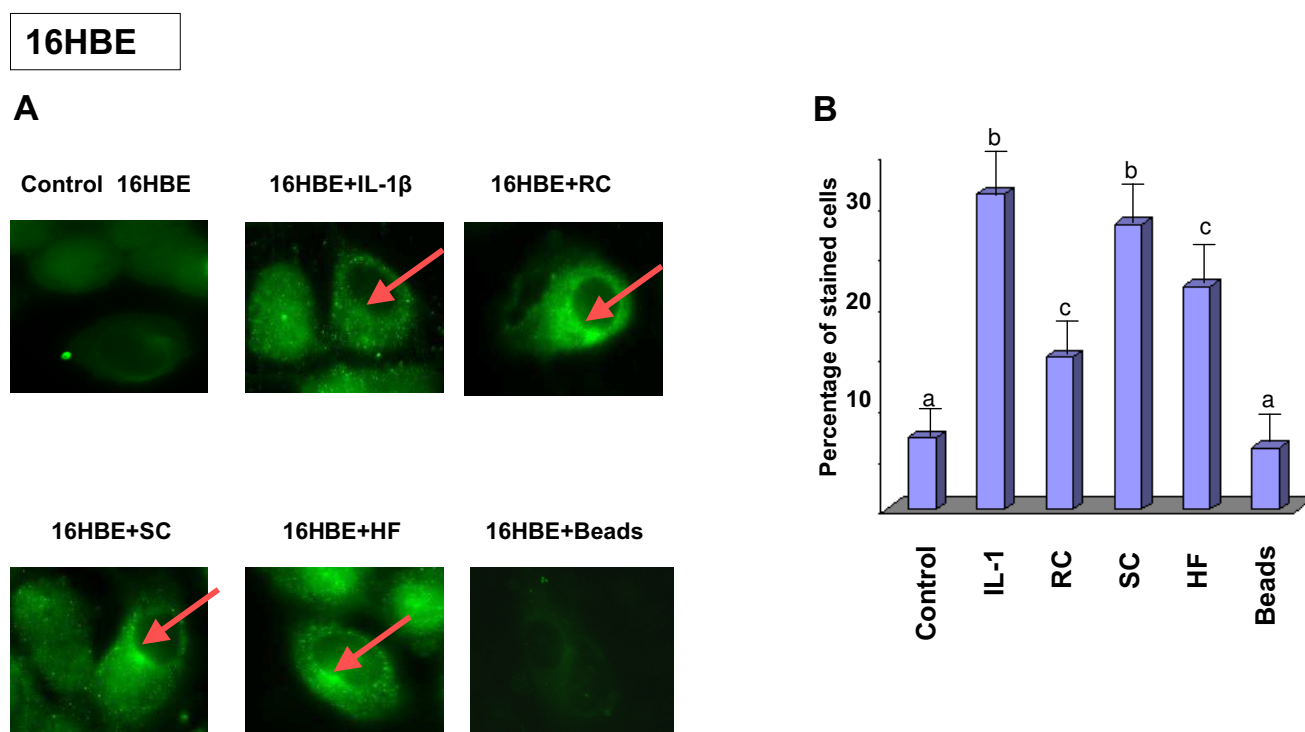 16HBE
A
Control 16HBE
16HBE+IL-1β
16HBE+RC
16HBE+SC
16HBE+HF
16HBE+Beads
B
Percentage of stained cells
30
20
10
a
b
c
b
c
a
Control
IL-1
RC
SC
HF
Beads